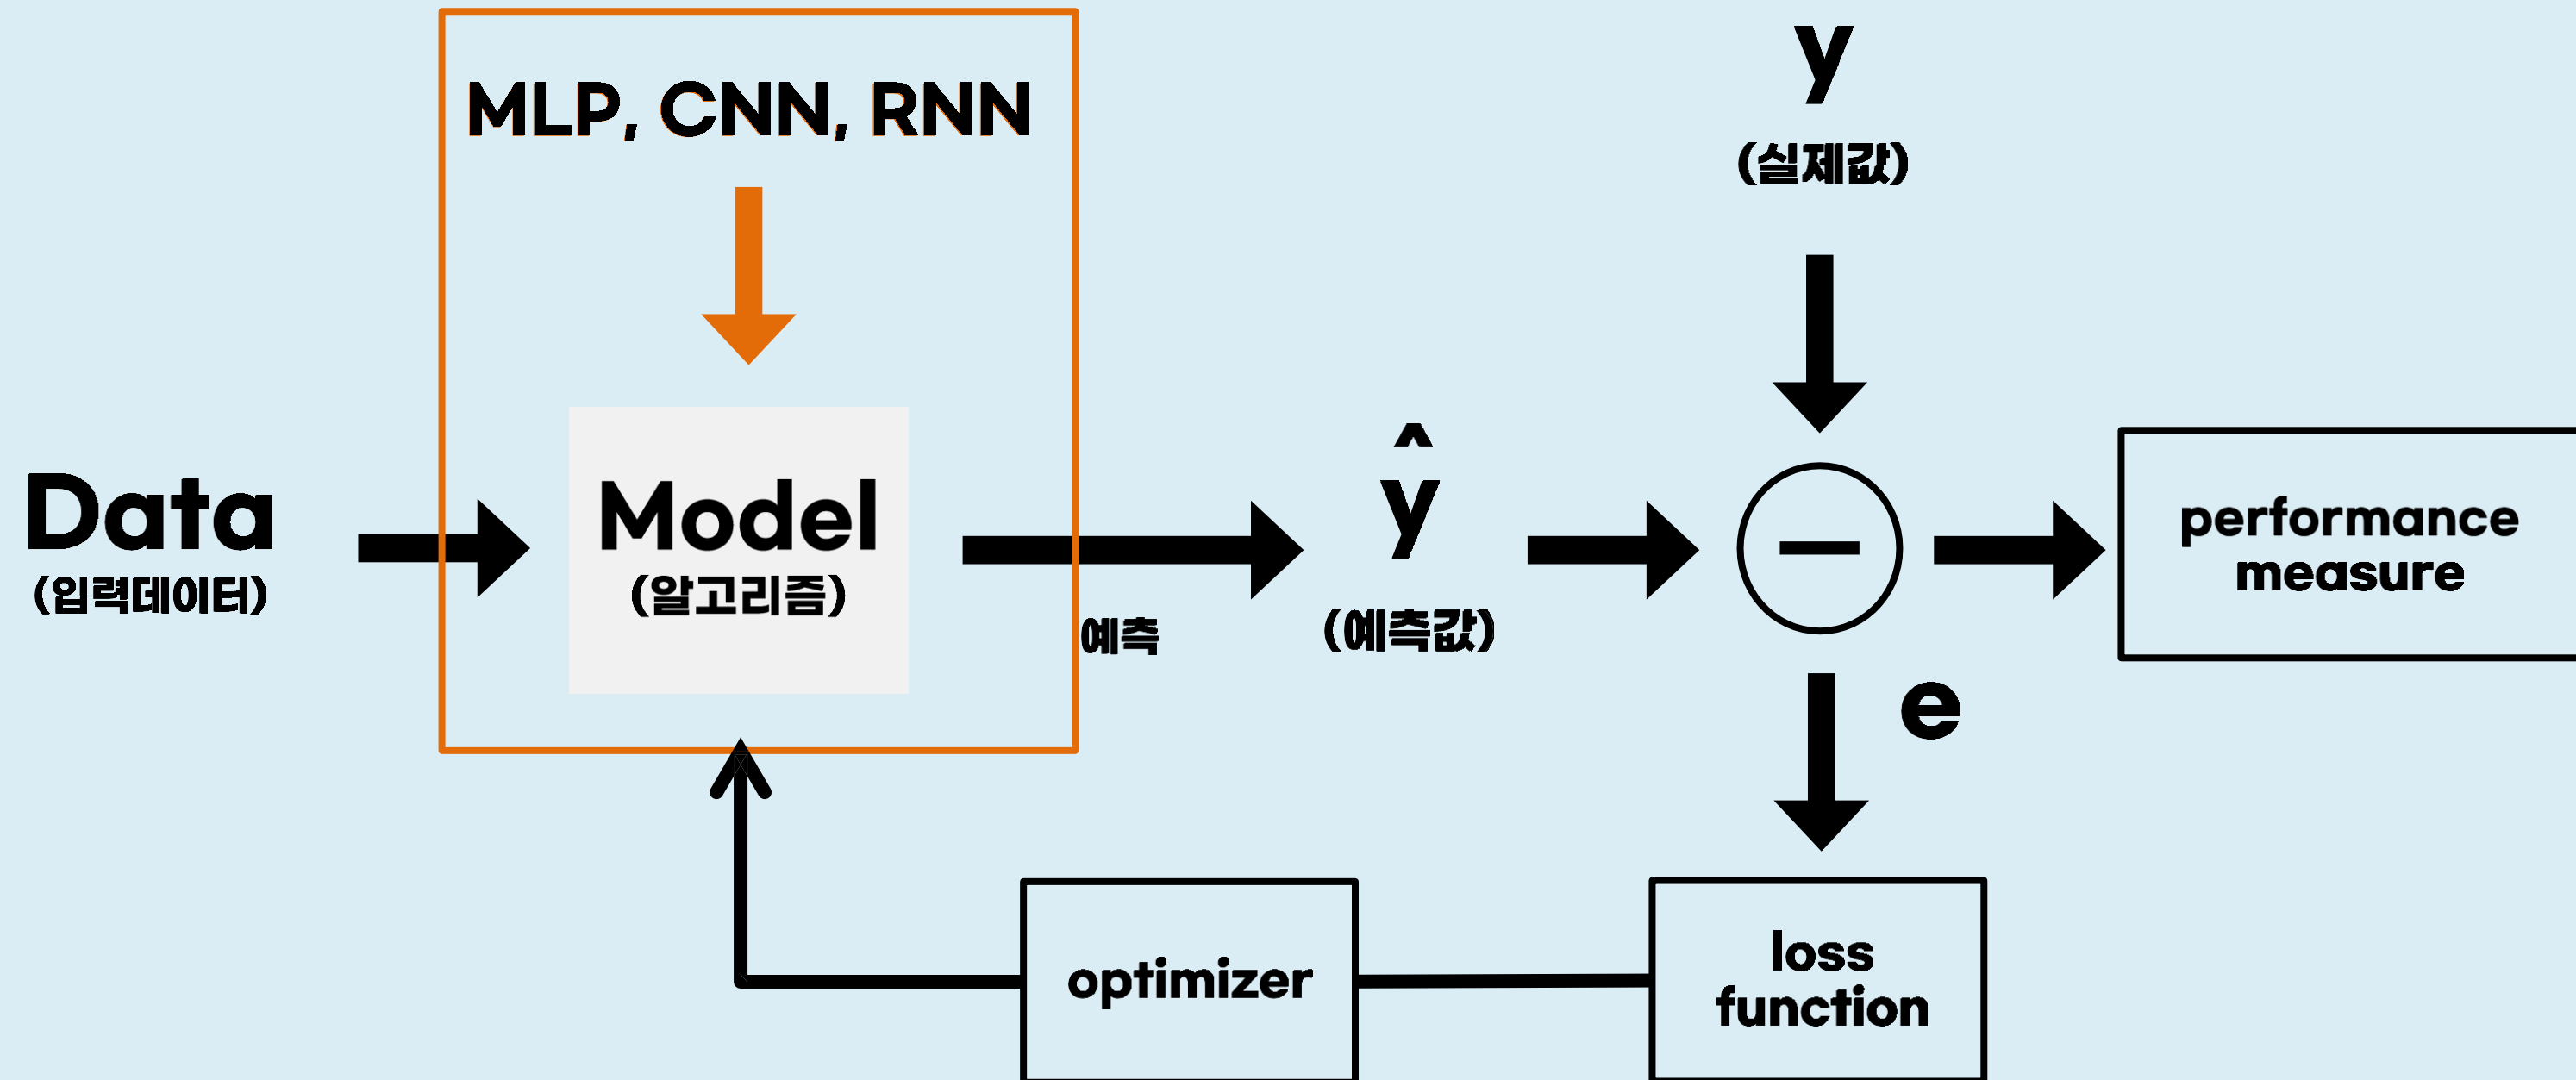 MLP, CNN, RNN
y
(실제값)
Data
(입력데이터)
Model
(알고리즘)
예측
ŷ
(예측값)
−
performance
measure
e
optimizer
loss
function